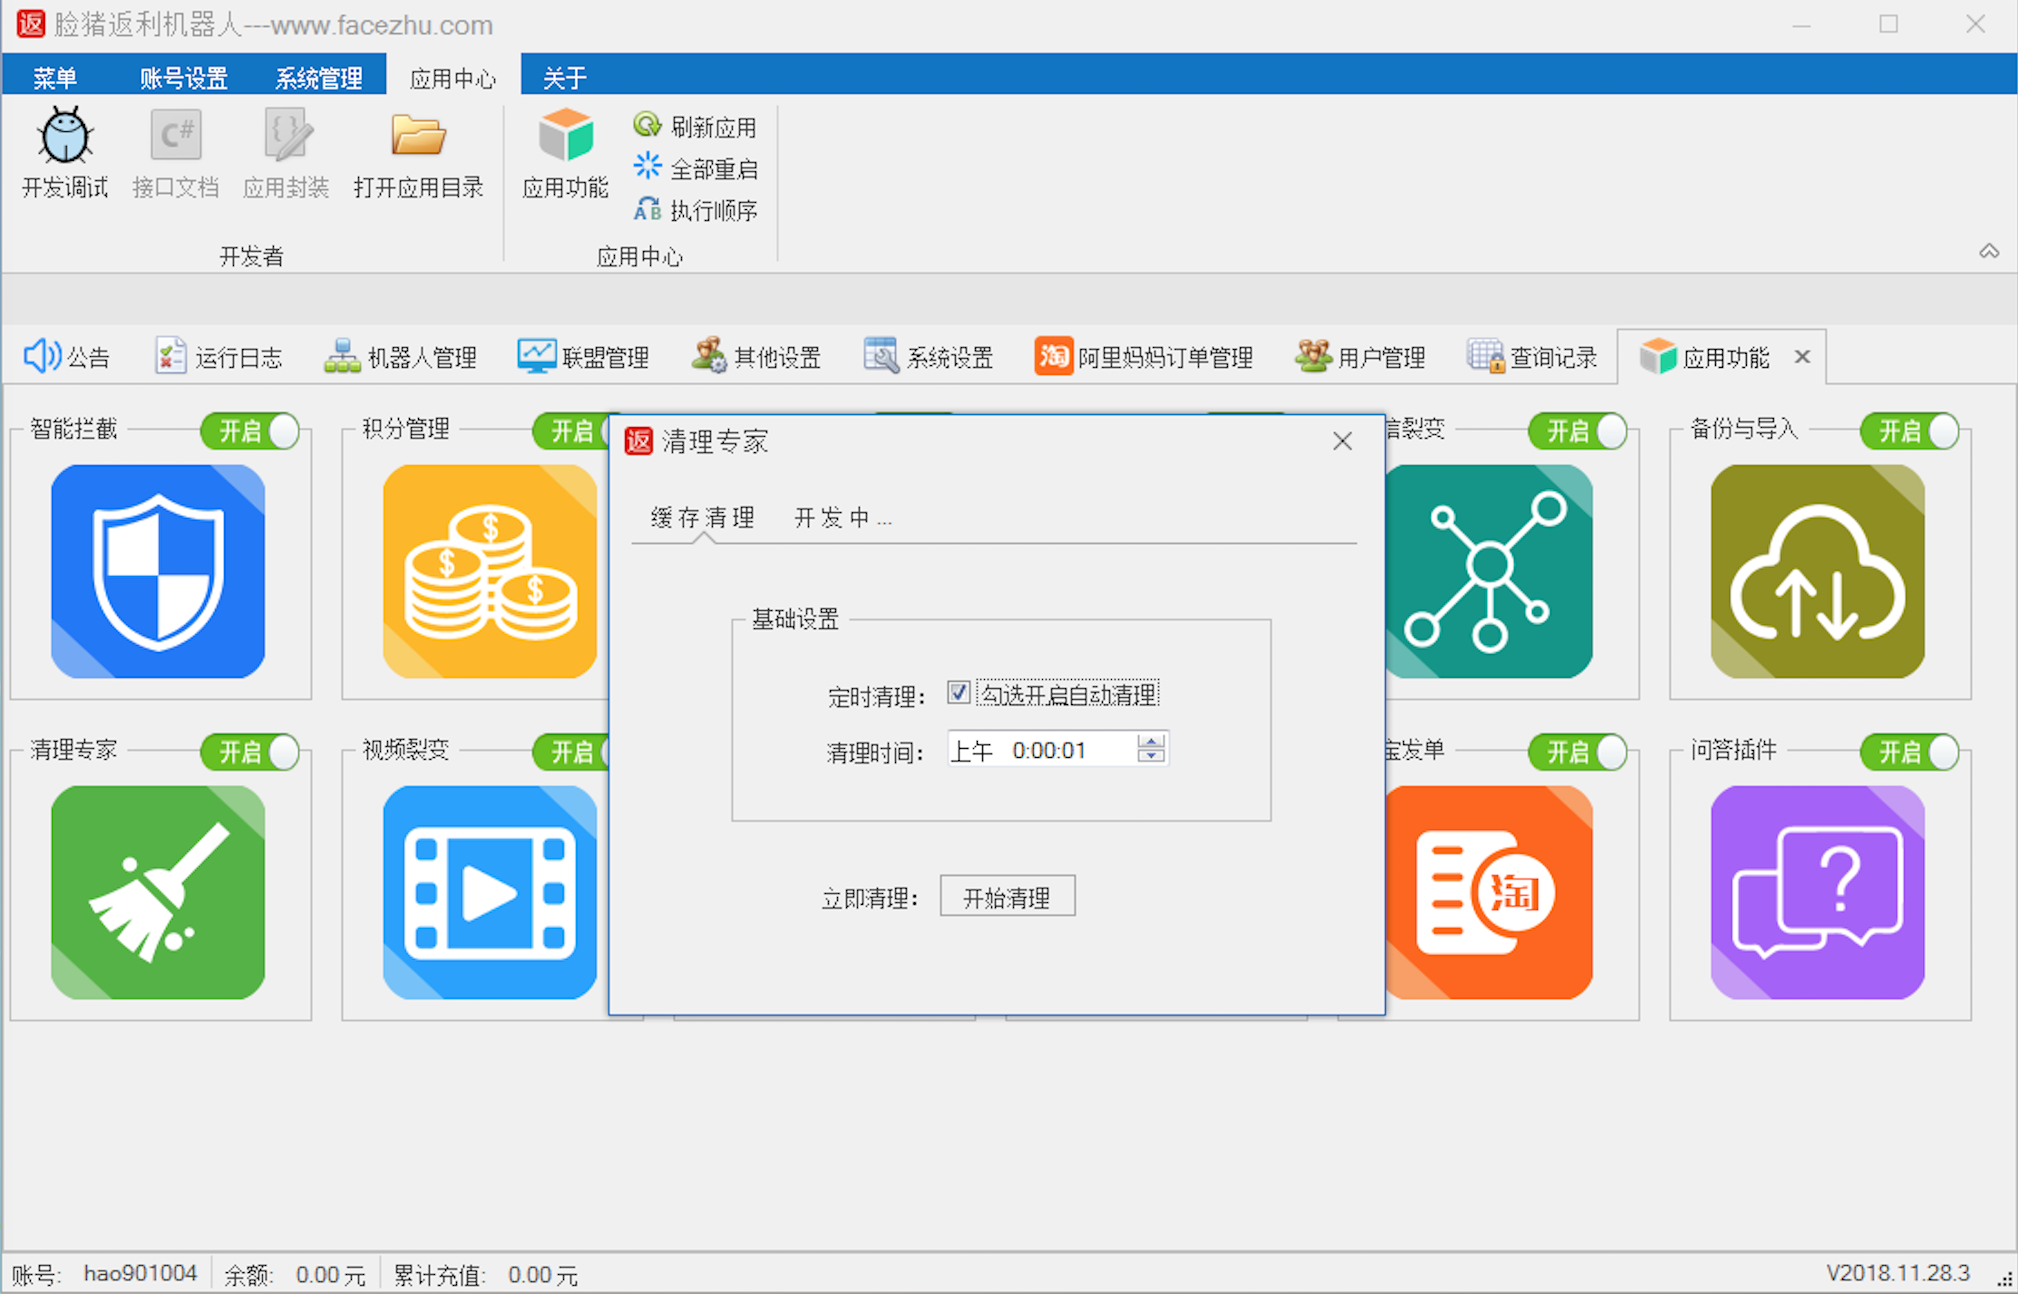 返 脸猪返利机器人---www.facezhu.com
菜单 账号设置 系统管理 应用中心 关于
C#
刷新应用
全部重启
开发调试 接口文档 应用封装 打开应用目录 应用功能
AB 执行顺序
开发者 应用中心
公告 运行日志 机器人管理 联盟管理 其他设置 系统设置 淘 阿里妈妈订单管理 用户管理 查询记录 应用功能
智能拦截 开启 积分管理 开启 信裂变 开启 备份与导入 开启
返 清理专家
缓存清理 开发中...
基础设置
定时清理: 勾选开启自动清理
清理时间: 上午 0:00:01
清理专家 开启 视频裂变 开启 宝发单 开启 问答插件 开启
立即清理: 开始清理
淘
账号: hao901004 余额: 0.00 元 累计充值: 0.00 元 V2018.11.28.3